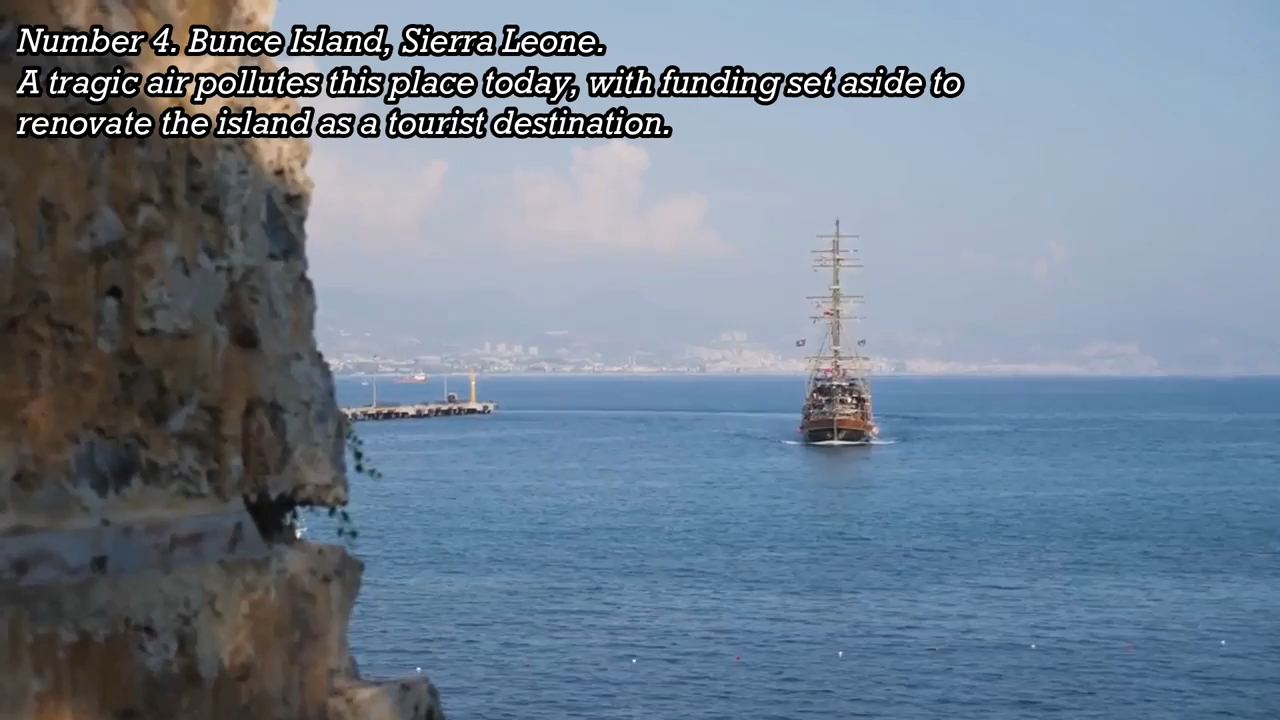 Number 4. Bunce Island, Sierra Leone.
A tragic air pollutes this place today, with funding set aside to
renovate the island as a tourist destination.